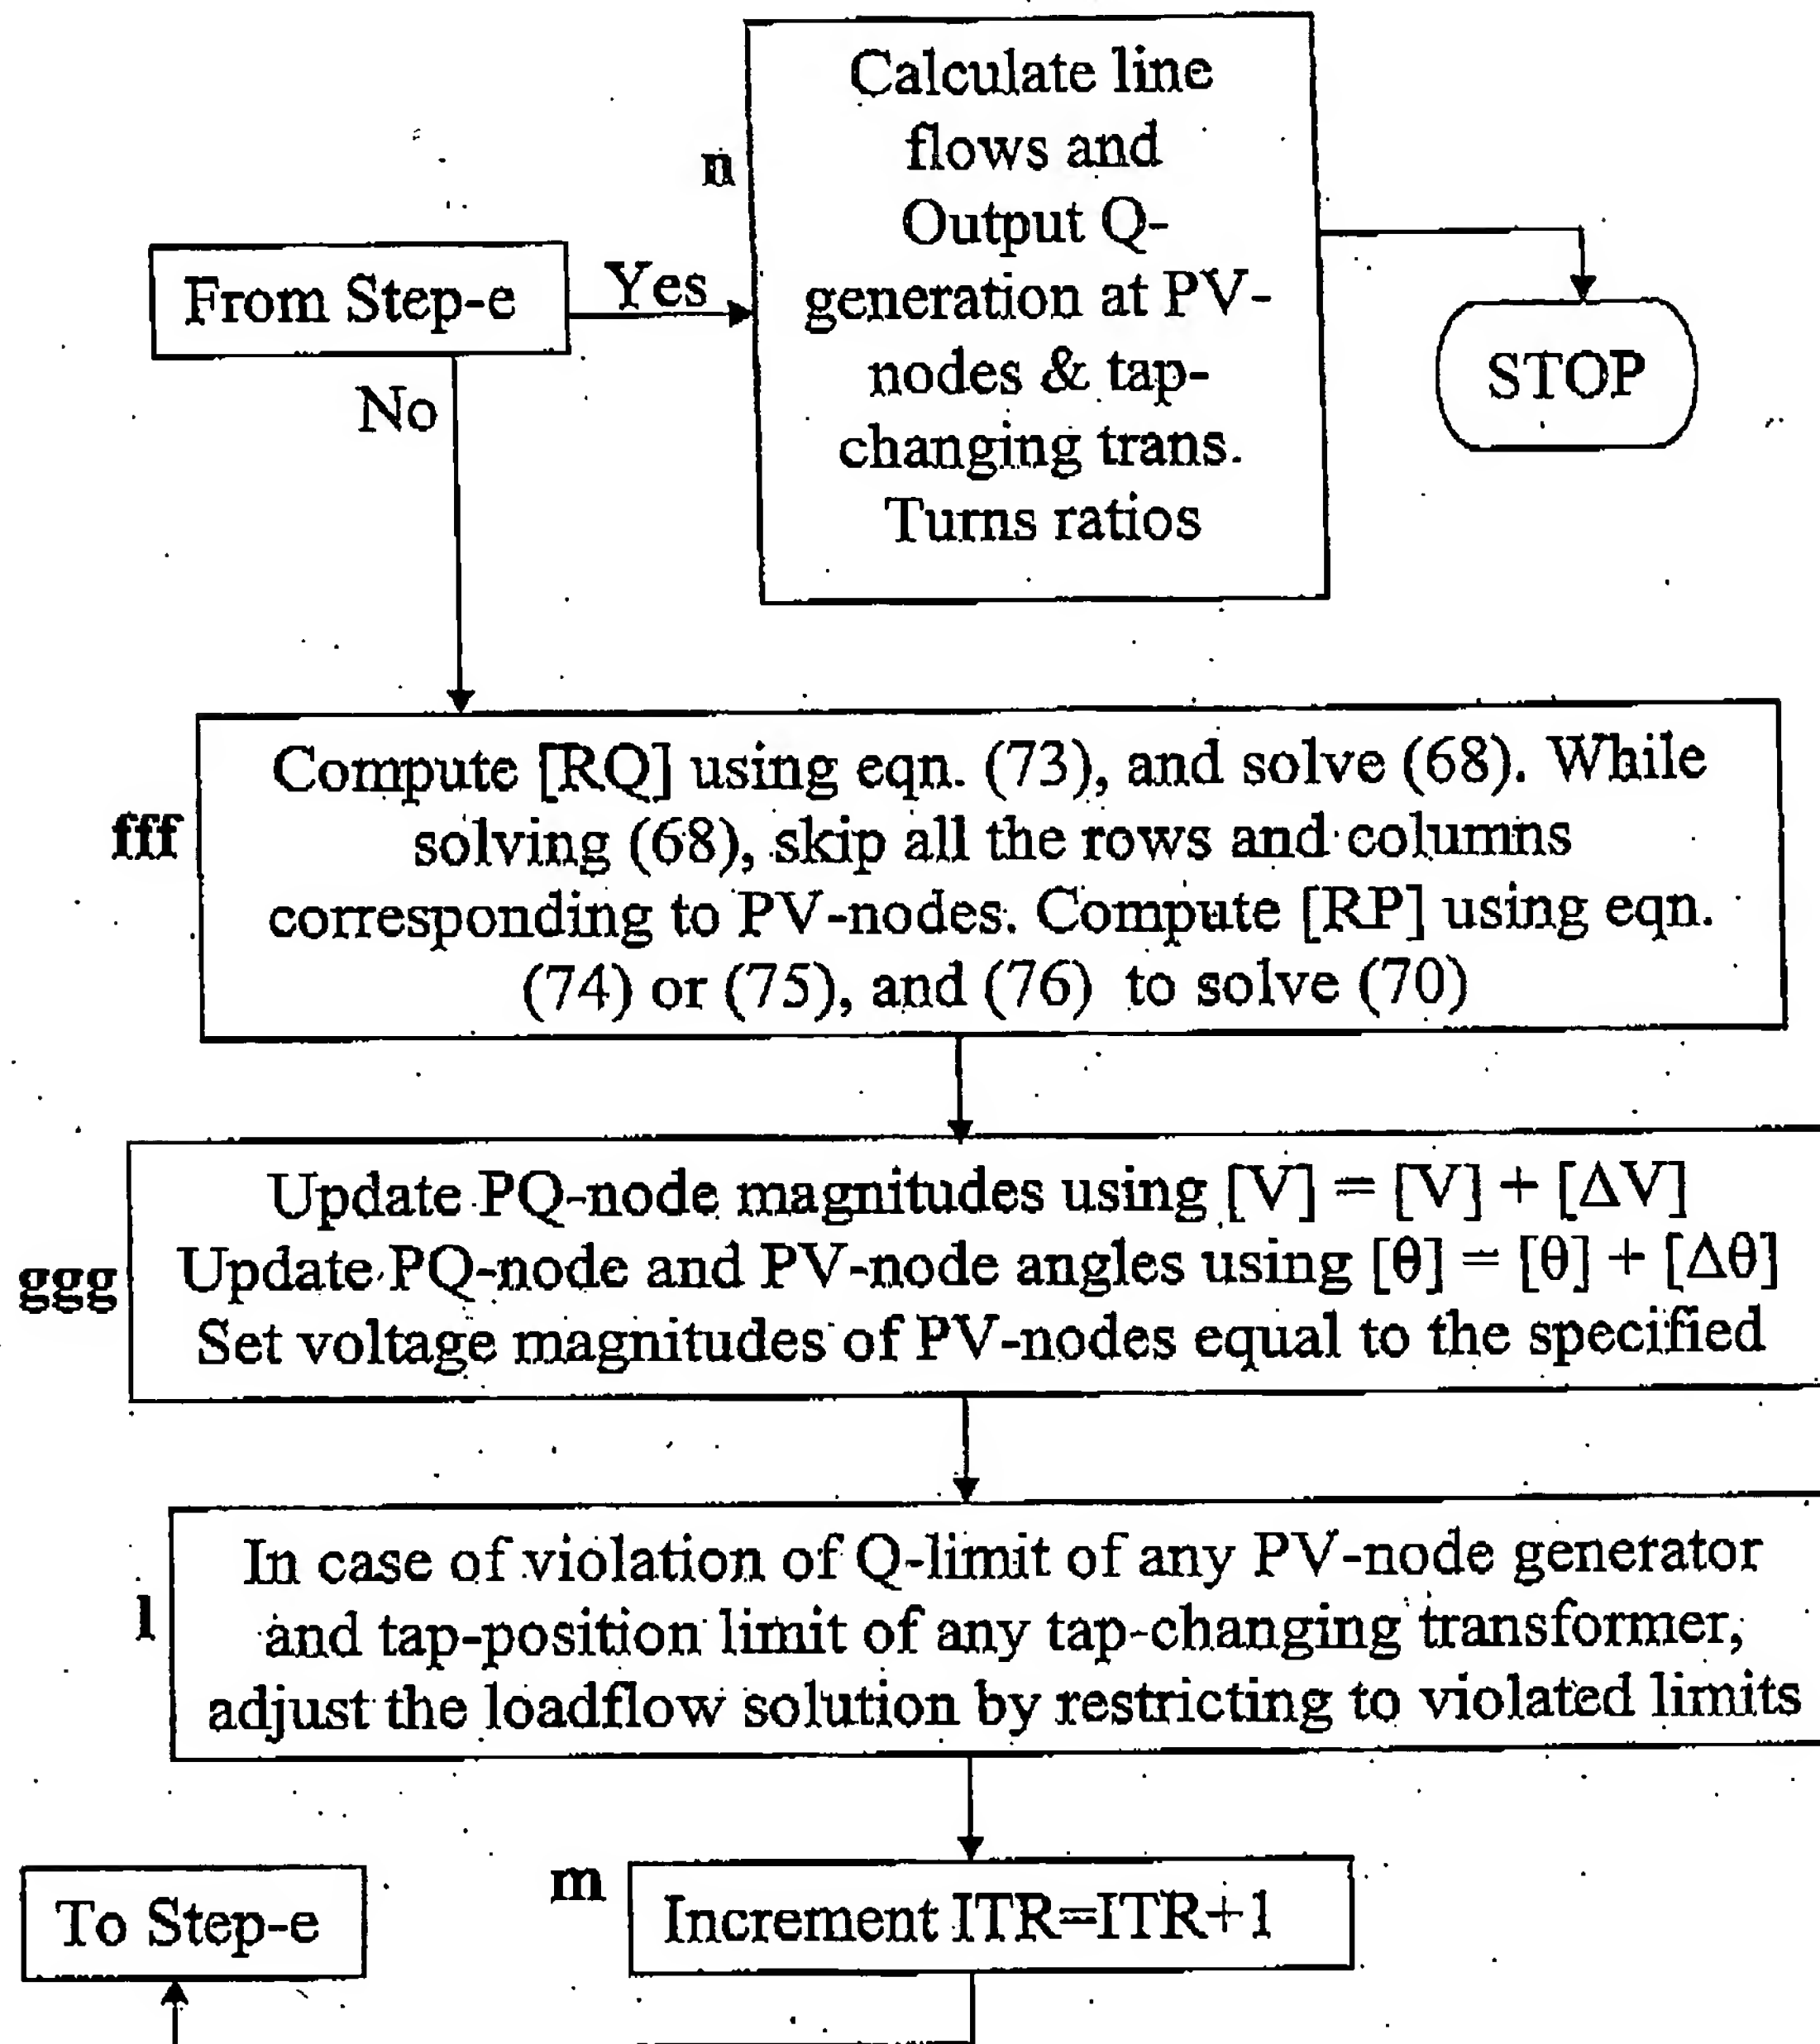 Calculate line
flows and
n
Output Q-
From Step-e
Yes
generation at PV-
nodes & tap-
STOP
No
changing trans.
Turns ratios
Compute [RQ] using eqn. (73), and solve (68). While
fff
solving (68), skip all the rows and columns
corresponding to PV-nodes. Compute [RP] using eqn.
(74) or (75), and (76) to solve (70)
Update PQ-node magnitudes using [V] = [V] + [ΔV]
ggg
Update PQ-node and PV-node angles using [θ] = [θ] + [Δθ]
Set voltage magnitudes of PV-nodes equal to the specified
In case of violation of Q-limit of any PV-node generator
l
and tap-position limit of any tap-changing transformer,
adjust the loadflow solution by restricting to violated limits
m
To Step-e
Increment ITR=ITR+1